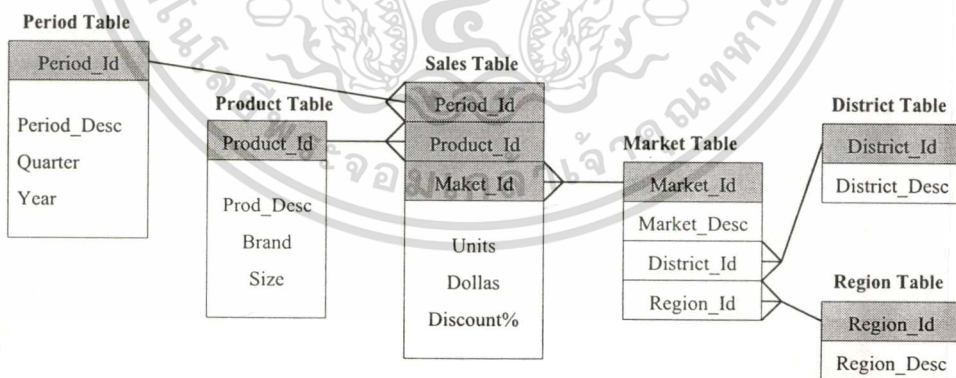 Period Table
Period_Id
Period_Desc
Quarter
Year
Product Table
Product_Id
Prod_Desc
Brand
Size
Sales Table
Period_Id
Product_Id
Maket_Id
Units
Dollas
Discount%
Market Table
Market_Id
Market_Desc
District_Id
Region_Id
District Table
District_Id
District_Desc
Region Table
Region_Id
Region_Desc